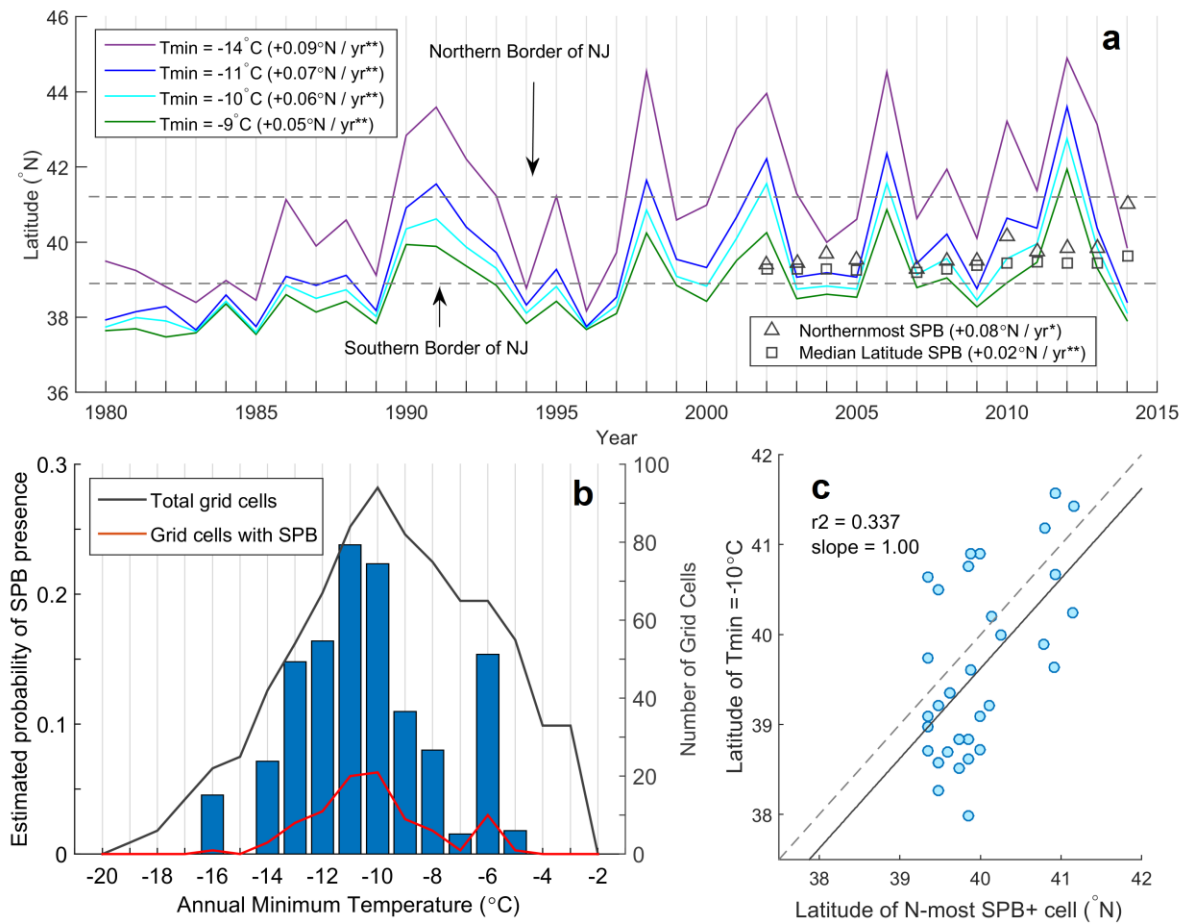 46
44
42
40
38
36
Latitude (°N)
a
Tmin = -14°C (+0.09°N / yr**)
Tmin = -11°C (+0.07°N / yr**)
Tmin = -10°C (+0.06°N / yr**)
Tmin = -9°C (+0.05°N / yr**)
Northern Border of NJ
Southern Border of NJ
Northernmost SPB (+0.08°N / yr*)
Median Latitude SPB (+0.02°N / yr**)
1980 1985 1990 1995 2000 2005 2010 2015
Year
0.3
0.2
0.1
0
Estimated probability of SPB presence
b
Total grid cells
Grid cells with SPB
100
80
60
40
20
0
Number of Grid Cells
-20 -18 -16 -14 -12 -10 -8 -6 -4 -2
Annual Minimum Temperature (°C)
42
41
40
39
38
Latitude of Tmin = -10°C
c
r2 = 0.337
slope = 1.00
38 39 40 41 42
Latitude of N-most SPB+ cell (°N)